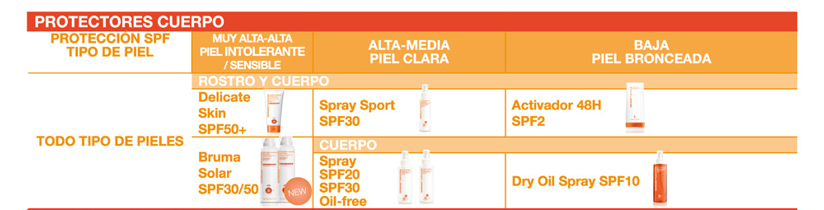 PROTECTORES CUERPO
PROTECCIÓN SPF
TIPO DE PIEL
MUY ALTA-ALTA
PIEL INTOLERANTE
/ SENSIBLE
ALTA-MEDIA
PIEL CLARA
BAJA
PIEL BRONCEADA
TODO TIPO DE PIELES
ROSTRO Y CUERPO
Delicate
Skin
SPF50+
Spray Sport
SPF30
Activador 48H
SPF2
CUERPO
Bruma
Solar
SPF30/50
NEW
Spray
SPF20
SPF30
Oil-free
Dry Oil Spray SPF10